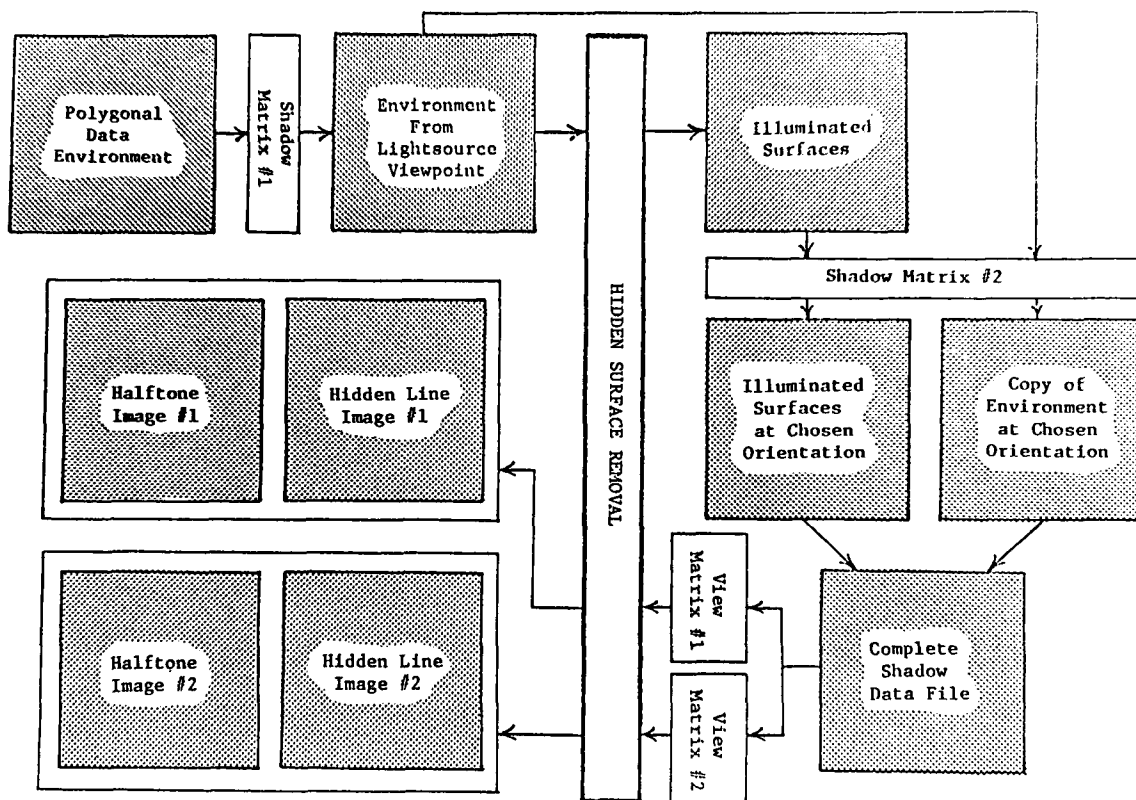 Polygonal
Data
Environment
Shadow
Matrix #1
Environment
From
Lightsource
Viewpoint
HIDDEN SURFACE REMOVAL
Illuminated
Surfaces
Shadow Matrix #2
Illuminated
Surfaces
at Chosen
Orientation
Copy of
Environment
at Chosen
Orientation
Complete
Shadow
Data File
View
Matrix #1
View
Matrix #2
Halftone
Image #1
Hidden Line
Image #1
Halftone
Image #2
Hidden Line
Image #2